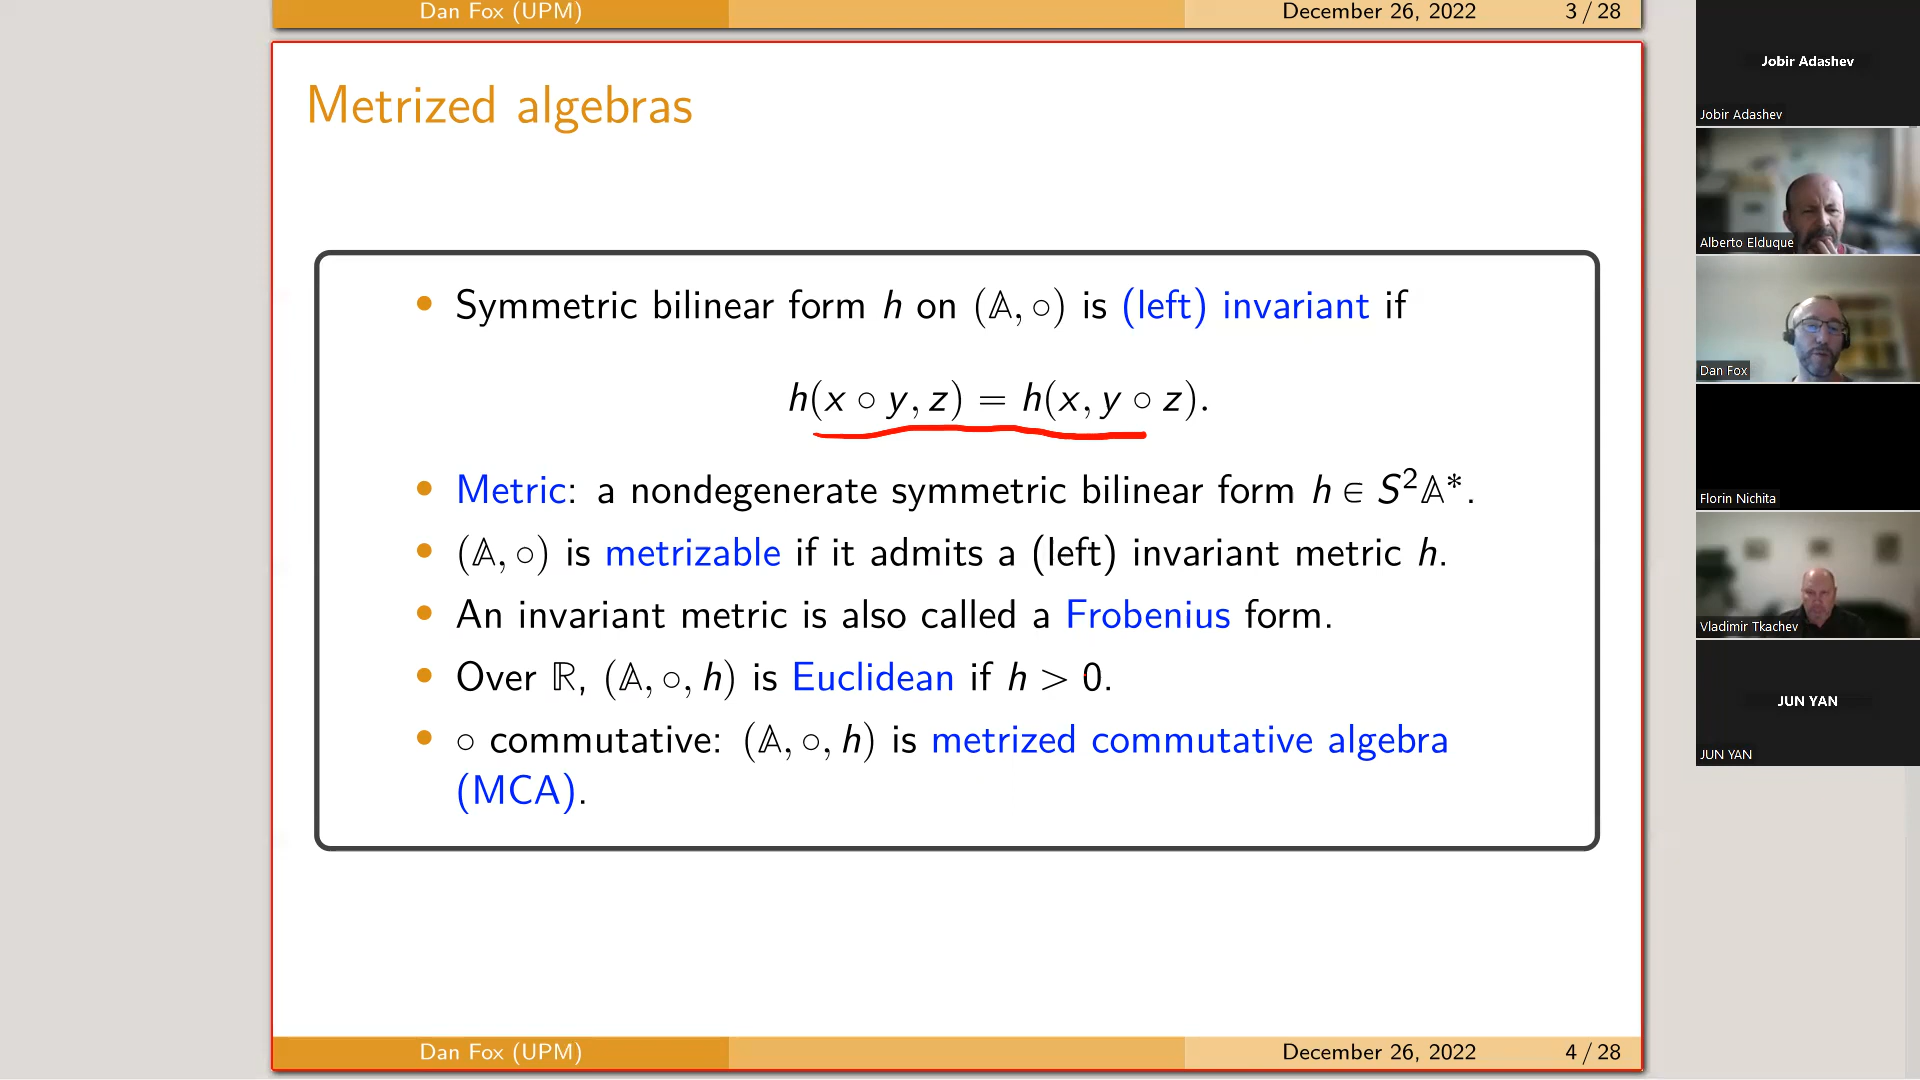 Dan Fox (UPM) December 26, 2022 3 / 28
Metrized algebras
• Symmetric bilinear form h on (𝔸, ∘) is (left) invariant if
h(x ∘ y, z) = h(x, y ∘ z).
• Metric: a nondegenerate symmetric bilinear form h ∈ S²𝔸*.
• (𝔸, ∘) is metrizable if it admits a (left) invariant metric h.
• An invariant metric is also called a Frobenius form.
• Over ℝ, (𝔸, ∘, h) is Euclidean if h > 0.
• ∘ commutative: (𝔸, ∘, h) is metrized commutative algebra
(MCA).
Dan Fox (UPM) December 26, 2022 4 / 28
Jobir Adashev
Jobir Adashev
Alberto Elduque
Dan Fox
Florin Nichita
Vladimir Tkachev
JUN YAN
JUN YAN